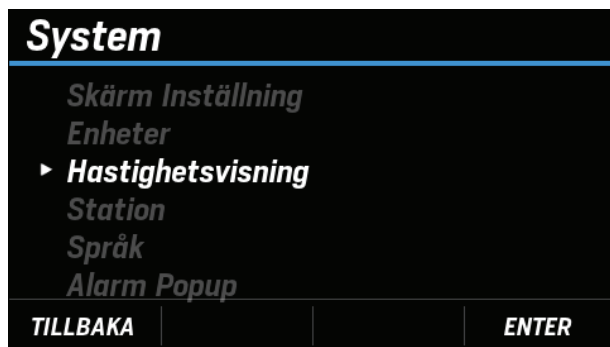 System
Skärm Inställning
Enheter
Hastighetsvisning
Station
Språk
Alarm Popup
TILLBAKA ENTER